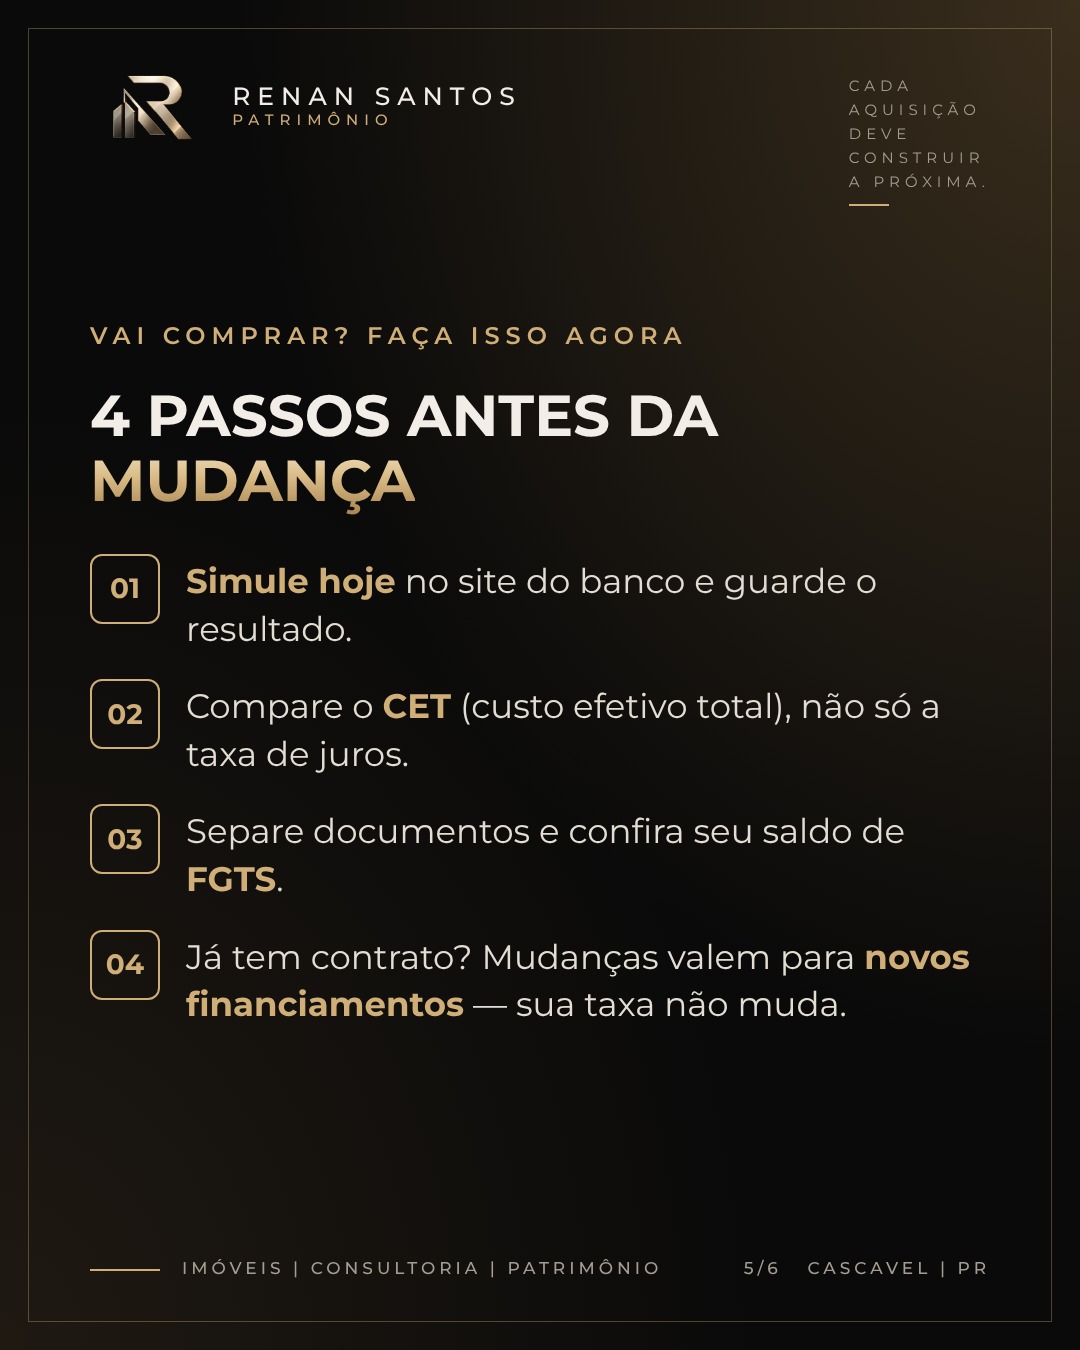 RENAN SANTOS
PATRIMÔNIO
CADA
AQUISIÇÃO
DEVE
CONSTRUIR
A PRÓXIMA.
VAI COMPRAR? FAÇA ISSO AGORA
4 PASSOS ANTES DA
MUDANÇA
01
Simule hoje no site do banco e guarde o
resultado.
02
Compare o CET (custo efetivo total), não só a
taxa de juros.
03
Separe documentos e confira seu saldo de
FGTS.
04
Já tem contrato? Mudanças valem para novos
financiamentos — sua taxa não muda.
IMÓVEIS | CONSULTORIA | PATRIMÔNIO
5/6 CASCAVEL | PR